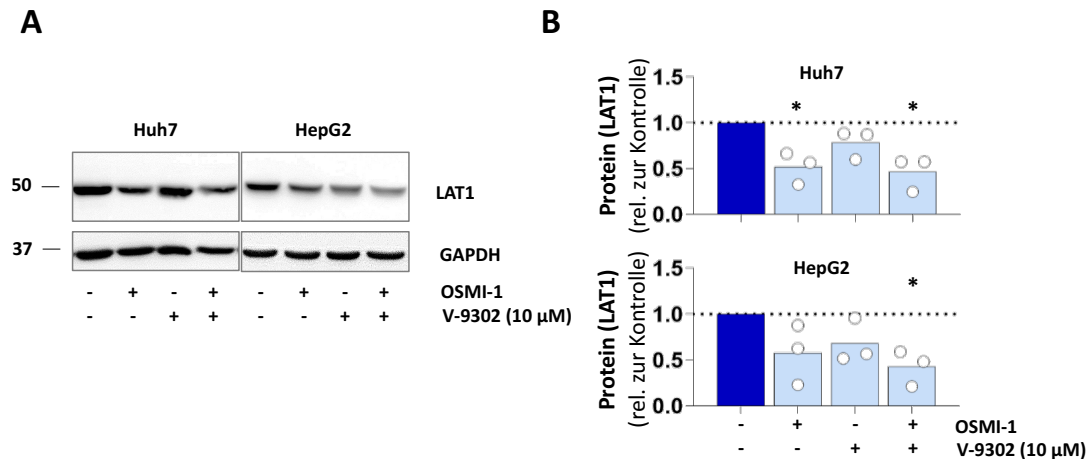 A
Huh7 HepG2
50
LAT1
37
GAPDH
- + - + - + - + OSMI-1
- - + + - - + + V-9302 (10 µM)
B
Huh7
Protein (LAT1)
(rel. zur Kontrolle)
1.5
1.0
0.5
0.0
* *
HepG2
Protein (LAT1)
(rel. zur Kontrolle)
1.5
1.0
0.5
0.0
*
- + - + OSMI-1
- - + + V-9302 (10 µM)